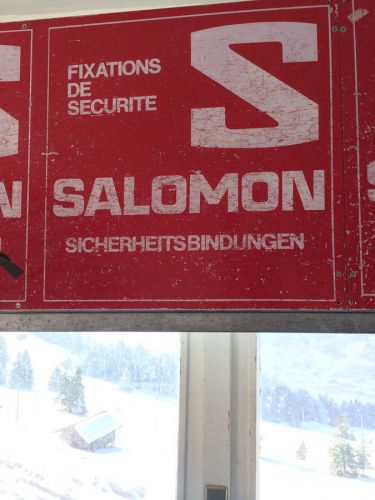 FIXATIONS
DE
SECURITE
S
SALOMON
SICHERHEITSBINDUNGEN